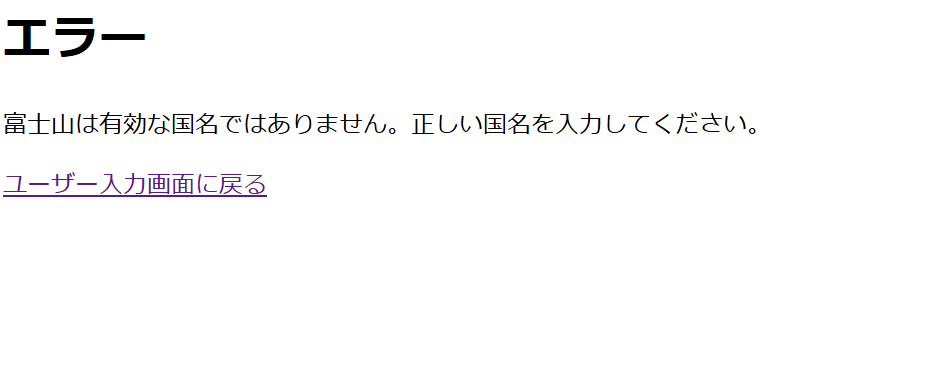 エラー
富士山は有効な国名ではありません。正しい国名を入力してください。
ユーザー入力画面に戻る